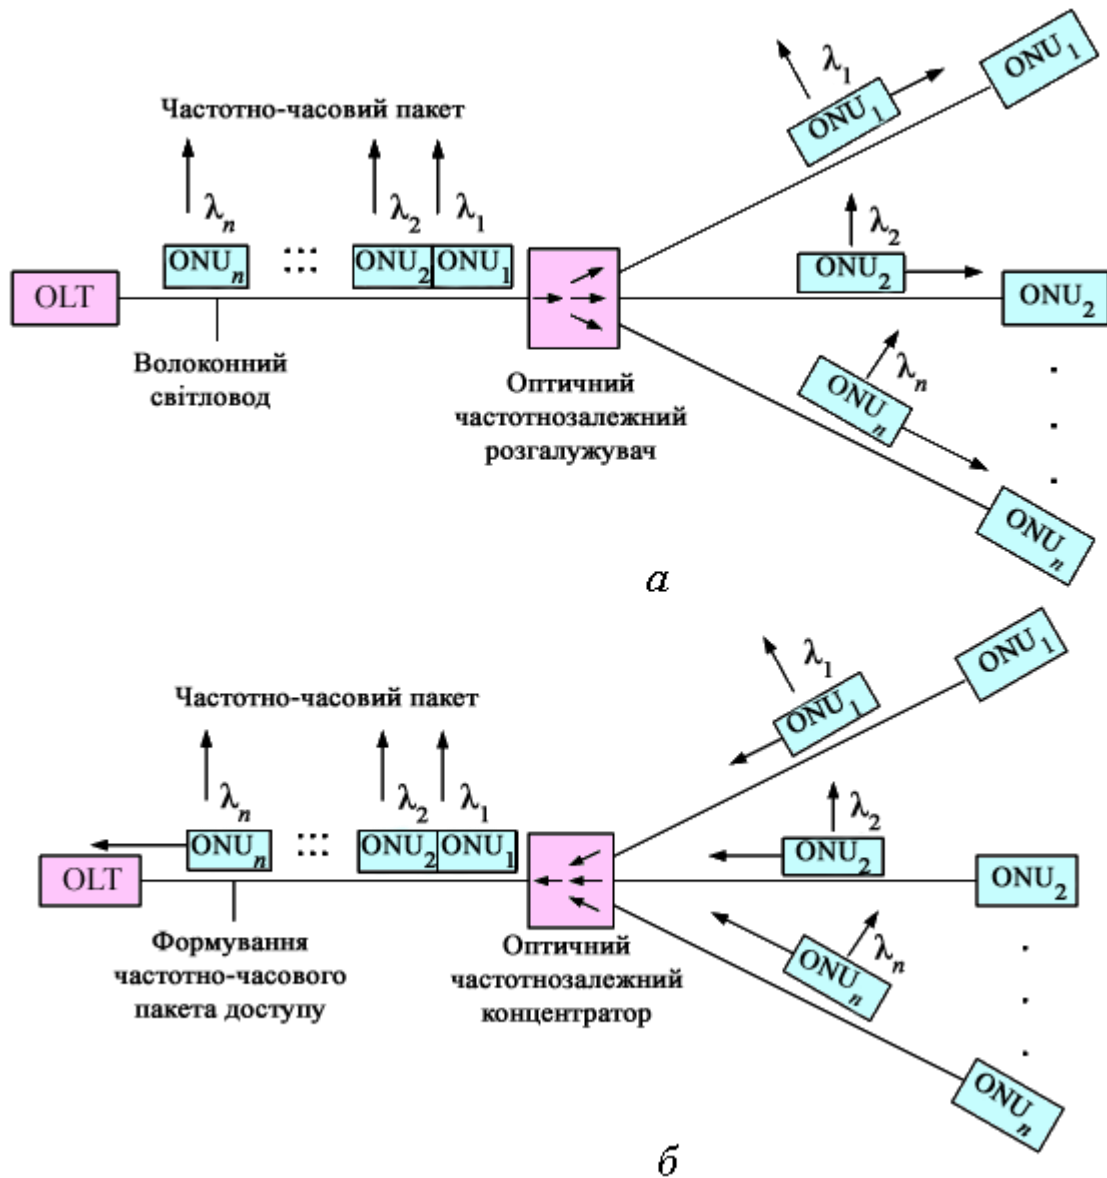 λ₁
ONU₁
ONU₁
Частотно-часовий пакет
λₙ
λ₂
λ₁
ONUₙ
ONU₂
ONU₁
λ₂
ONU₂
OLT
ONU₂
Волоконний
світловод
Оптичний
частотнозалежний
розгалужувач
λₙ
ONUₙ
ONUₙ
а
λ₁
ONU₁
ONU₁
Частотно-часовий пакет
λₙ
λ₂
λ₁
ONUₙ
ONU₂
ONU₁
λ₂
ONU₂
OLT
ONU₂
Формування
частотно-часового
пакета доступу
Оптичний
частотнозалежний
концентратор
λₙ
ONUₙ
ONUₙ
б